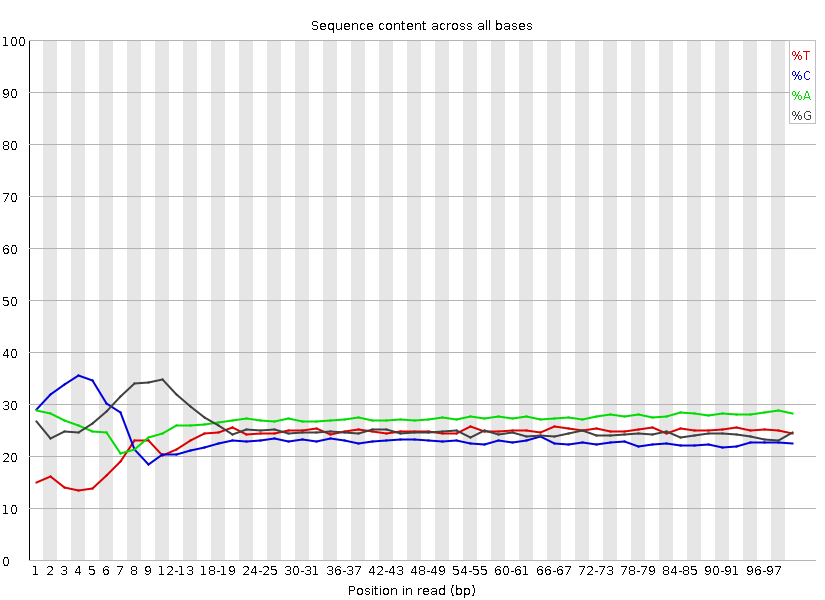 Sequence content across all bases
100
90
80
70
60
50
40
30
20
10
0
%T
%C
%A
%G
1 2 3 4 5 6 7 8 9 12-13 18-19 24-25 30-31 36-37 42-43 48-49 54-55 60-61 66-67 72-73 78-79 84-85 90-91 96-97
Position in read (bp)